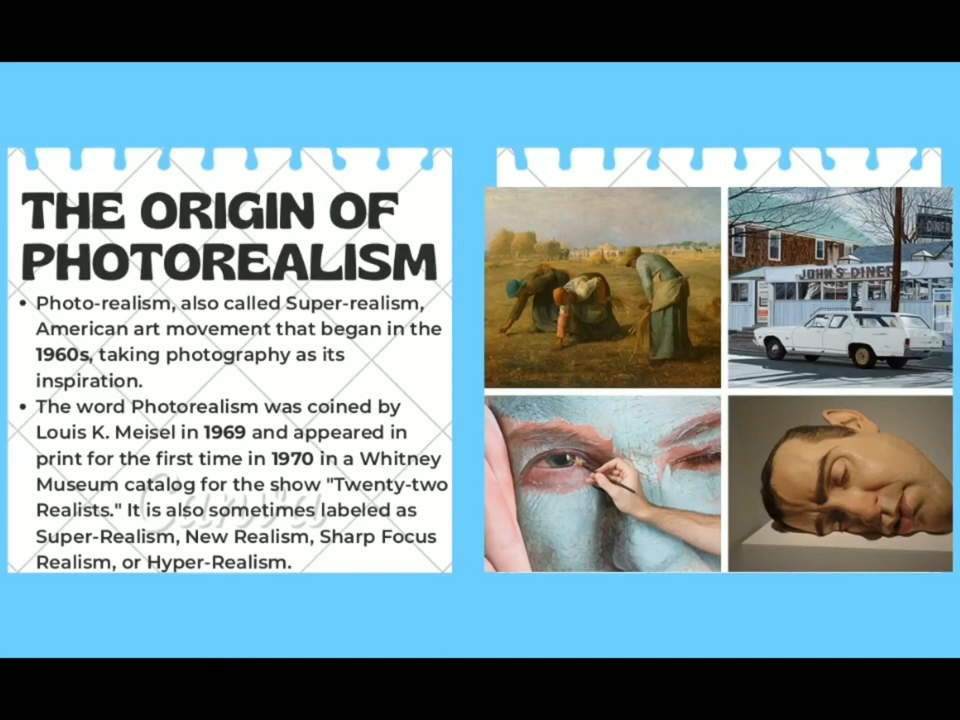 THE ORIGIN OF
PHOTOREALISM
• Photo-realism, also called Super-realism,
American art movement that began in the
1960s, taking photography as its
inspiration.
• The word Photorealism was coined by
Louis K. Meisel in 1969 and appeared in
print for the first time in 1970 in a Whitney
Museum catalog for the show "Twenty-two
Realists." It is also sometimes labeled as
Super-Realism, New Realism, Sharp Focus
Realism, or Hyper-Realism.
Canva
JOHN'S DINER
DINER